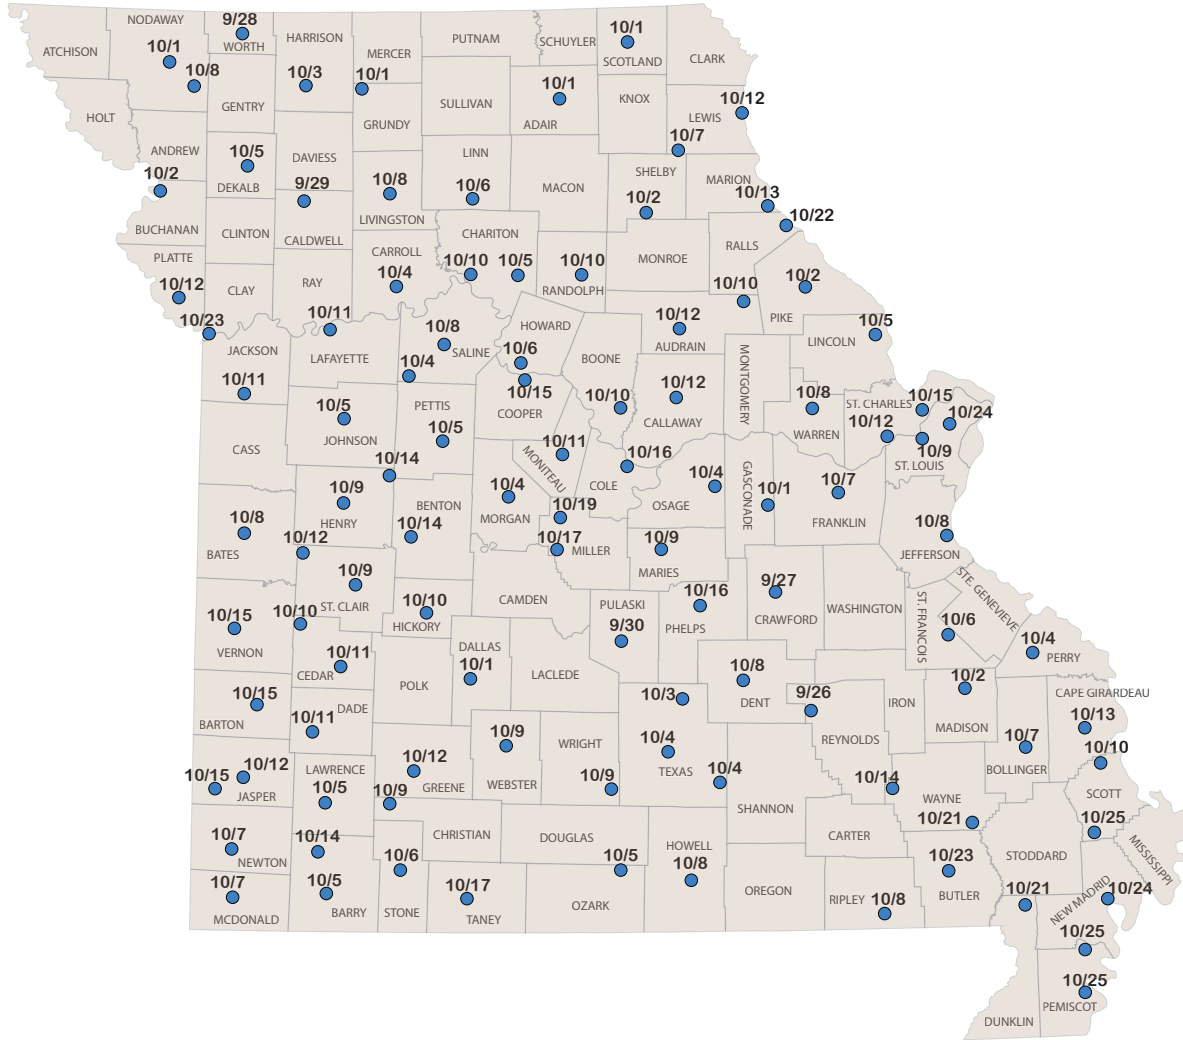 NODAWAY
9/28
WORTH
HARRISON
MERCER
PUTNAM
SCHUYLER
10/1
SCOTLAND
CLARK
ATCHISON
10/1
10/8
10/3
10/1
10/1
KNOX
10/12
HOLT
GENTRY
GRUNDY
SULLIVAN
ADAIR
LEWIS
10/7
ANDREW
10/5
DEKALB
DAVIESS
LINN
SHELBY
MARION
10/2
9/29
10/8
10/6
MACON
10/2
10/13
10/22
BUCHANAN
CLINTON
CALDWELL
LIVINGSTON
CHARITON
PLATTE
CARROLL
MONROE
RALLS
10/12
CLAY
RAY
10/4
10/10
10/5
10/10
RANDOLPH
10/10
10/2
10/23
10/11
10/8
HOWARD
10/12
AUDRAIN
PIKE
10/5
JACKSON
LAFAYETTE
SALINE
10/6
BOONE
LINCOLN
10/11
10/4
10/15
COOPER
10/10
10/12
CALLAWAY
MONTGOMERY
10/8
WARREN
ST. CHARLES
10/15
10/24
10/12
10/9
ST. LOUIS
CASS
10/5
JOHNSON
PETTIS
10/5
10/11
MONITEAU
10/16
COLE
10/14
10/9
HENRY
BENTON
10/4
MORGAN
10/19
10/4
OSAGE
GASCONADE
10/1
10/7
FRANKLIN
10/8
BATES
10/12
10/14
10/17
MILLER
10/9
MARIES
10/8
JEFFERSON
10/9
ST. CLAIR
10/10
HICKORY
CAMDEN
PULASKI
9/30
10/16
PHELPS
9/27
CRAWFORD
WASHINGTON
ST. FRANCOIS
STE. GENEVIEVE
10/15
VERNON
10/10
10/6
10/4
PERRY
10/11
CEDAR
POLK
DALLAS
10/1
LACLEDE
10/3
10/8
DENT
9/26
IRON
10/2
MADISON
CAPE GIRARDEAU
10/15
BARTON
10/11
DADE
10/13
10/9
WEBSTER
WRIGHT
10/4
TEXAS
REYNOLDS
10/7
BOLLINGER
10/10
10/15
10/12
JASPER
LAWRENCE
10/5
10/12
GREENE
10/9
10/9
10/4
SHANNON
10/14
WAYNE
10/21
SCOTT
10/25
MISSISSIPPI
10/7
NEWTON
10/14
CHRISTIAN
DOUGLAS
HOWELL
10/8
CARTER
STODDARD
10/7
MCDONALD
10/5
BARRY
10/6
STONE
10/17
TANEY
10/5
OZARK
OREGON
RIPLEY
10/8
10/23
BUTLER
10/21
NEW MADRID
10/24
10/25
10/25
PEMISCOT
DUNKLIN